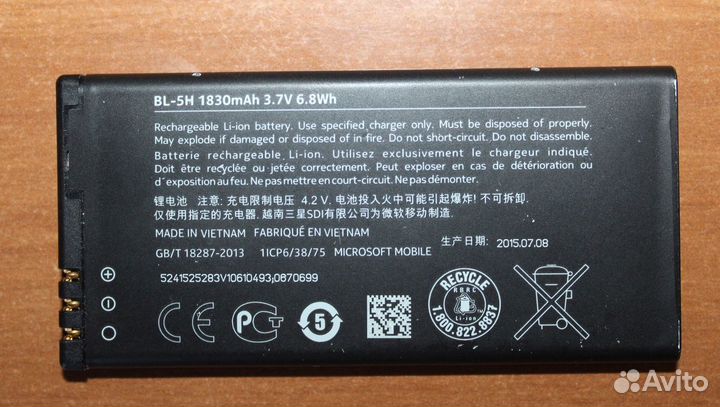 BL-5H 1830mAh 3.7V 6.8Wh
Rechargeable Li-ion battery. Use specified charger only. Must be disposed of properly.
May explode if damaged or disposed of in fire. Do not short-circuit. Do not disassemble.
Batterie rechargeable Li-ion. Utilisez exclusivement le chargeur indiqué.
Doit être recyclée ou jetée correctement. Peut exploser en cas de détérioration ou
d'exposition au feu. Ne pas mettre en court-circuit. Ne pas démonter.
锂电池 注意: 充电限制电压 4.2 V. 电池投入火中可能引起爆炸! 不可拆卸.
仅使用指定的充电器. 越南三星SDI有限公司为微软移动制造.
MADE IN VIETNAM FABRIQUÉ EN VIETNAM
生产日期: 2015.07.08
GB/T 18287-2013 1ICP6/38/75 MICROSOFT MOBILE
5241525283V10610493;0870699
+
-
CE
PCT
5
RECYCLE
RBRC
Li-ion
1.800.822.8837
Avito